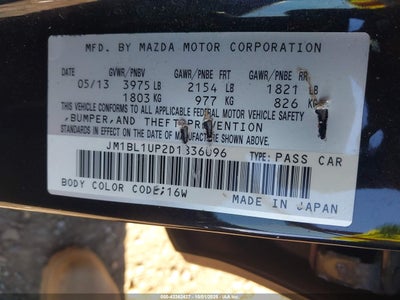 MFD. BY MAZDA MOTOR CORPORATION
GVWR/PNBV GAWR/PNBE FRT GAWR/PNBE RR
05/13 3975 LB 2154 LB 1821 LB
1803 KG 977 KG 826 KG
THIS VEHICLE CONFORMS TO ALL APPLICABLE FEDERAL MOTOR VEHICLE SAFETY
,BUMPER, AND THEFT PREVENTION
STANDARDS IN EFFECT ON THE DATE OF MANUFACTURE SHOWN ABOVE.
JM1BL1UP2D1836096 TYPE: PASS CAR
BODY COLOR CODE: 16W
MADE IN JAPAN